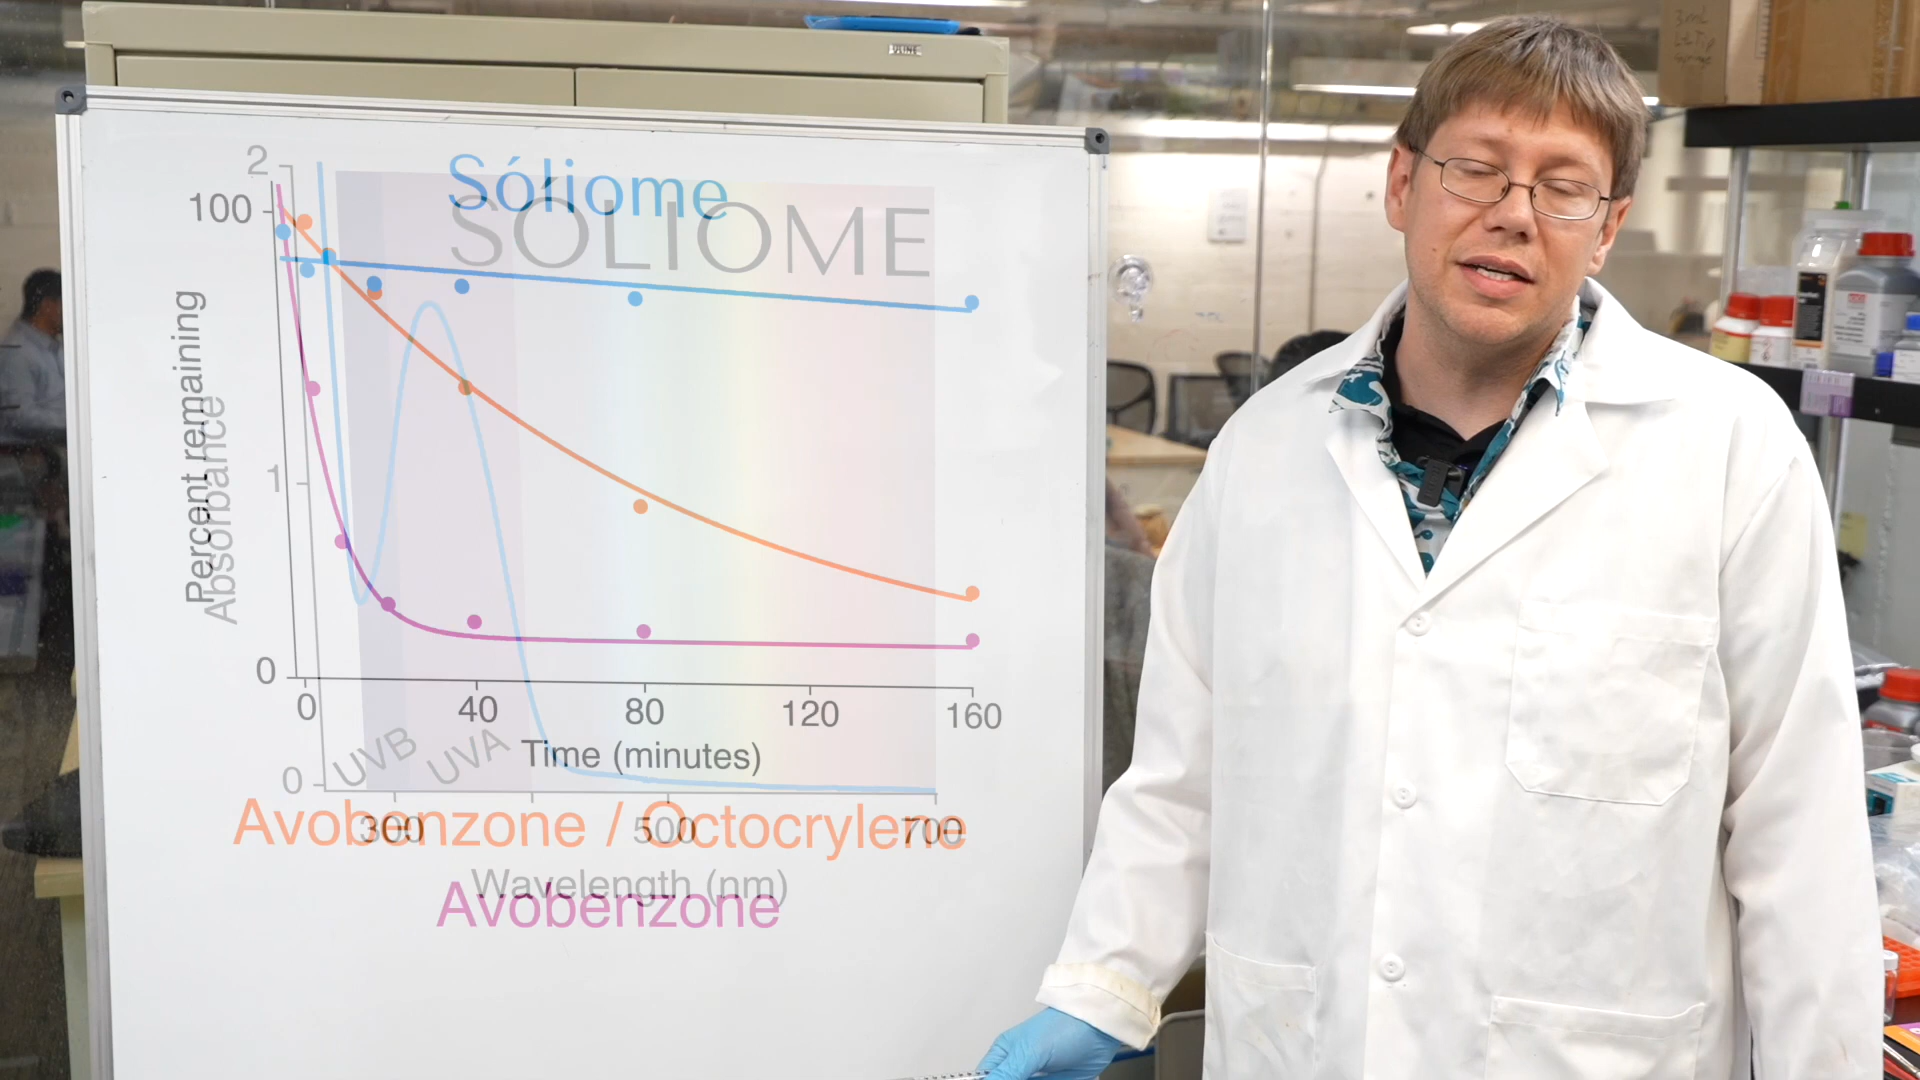 Sóliome
SOLIOME
2
100
Percent remaining
Absorbance
1
0
0 40 80 120 160
Time (minutes)
UVB UVA
0
Avobenzone / Octocrylene
300 500 700
Wavelength (nm)
Avobenzone